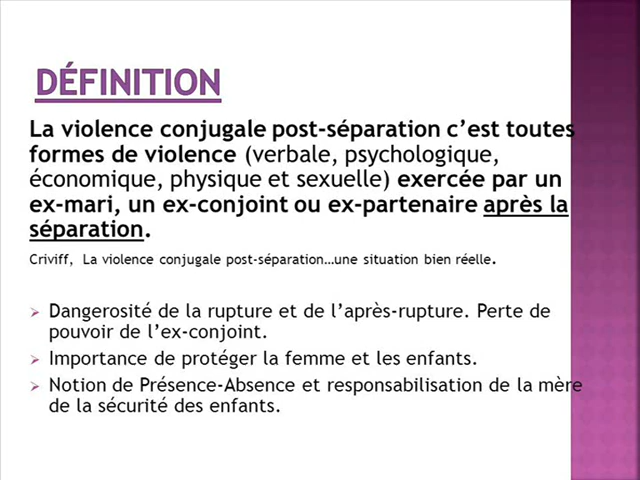 DÉFINITION
La violence conjugale post-séparation c’est toutes
formes de violence (verbale, psychologique,
économique, physique et sexuelle) exercée par un
ex-mari, un ex-conjoint ou ex-partenaire après la
séparation.
Criviff, La violence conjugale post-séparation…une situation bien réelle.
➢ Dangerosité de la rupture et de l’après-rupture. Perte de
pouvoir de l’ex-conjoint.
➢ Importance de protéger la femme et les enfants.
➢ Notion de Présence-Absence et responsabilisation de la mère
de la sécurité des enfants.